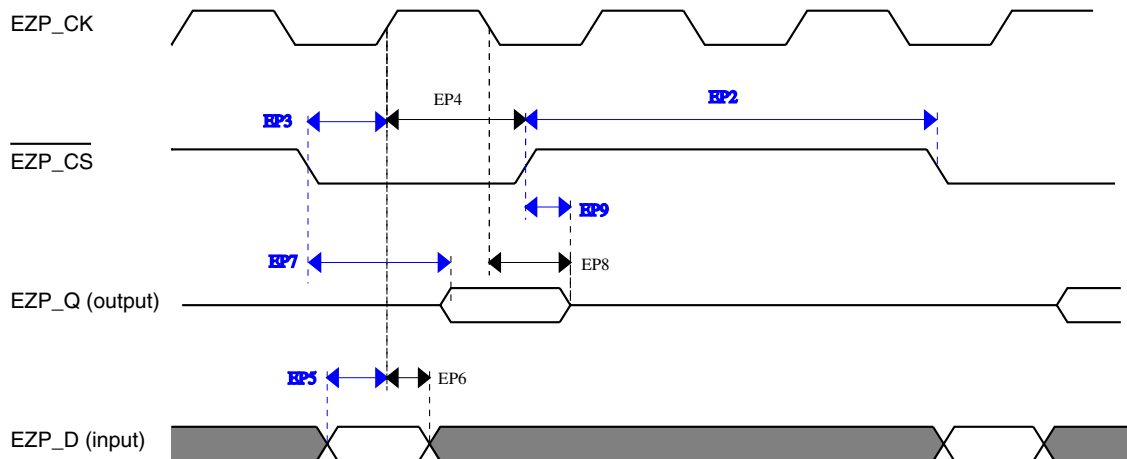 EZP_CK
EP4
EP2
EP3
EZP_CS
EP9
EP7
EP8
EZP_Q (output)
EP5
EP6
EZP_D (input)